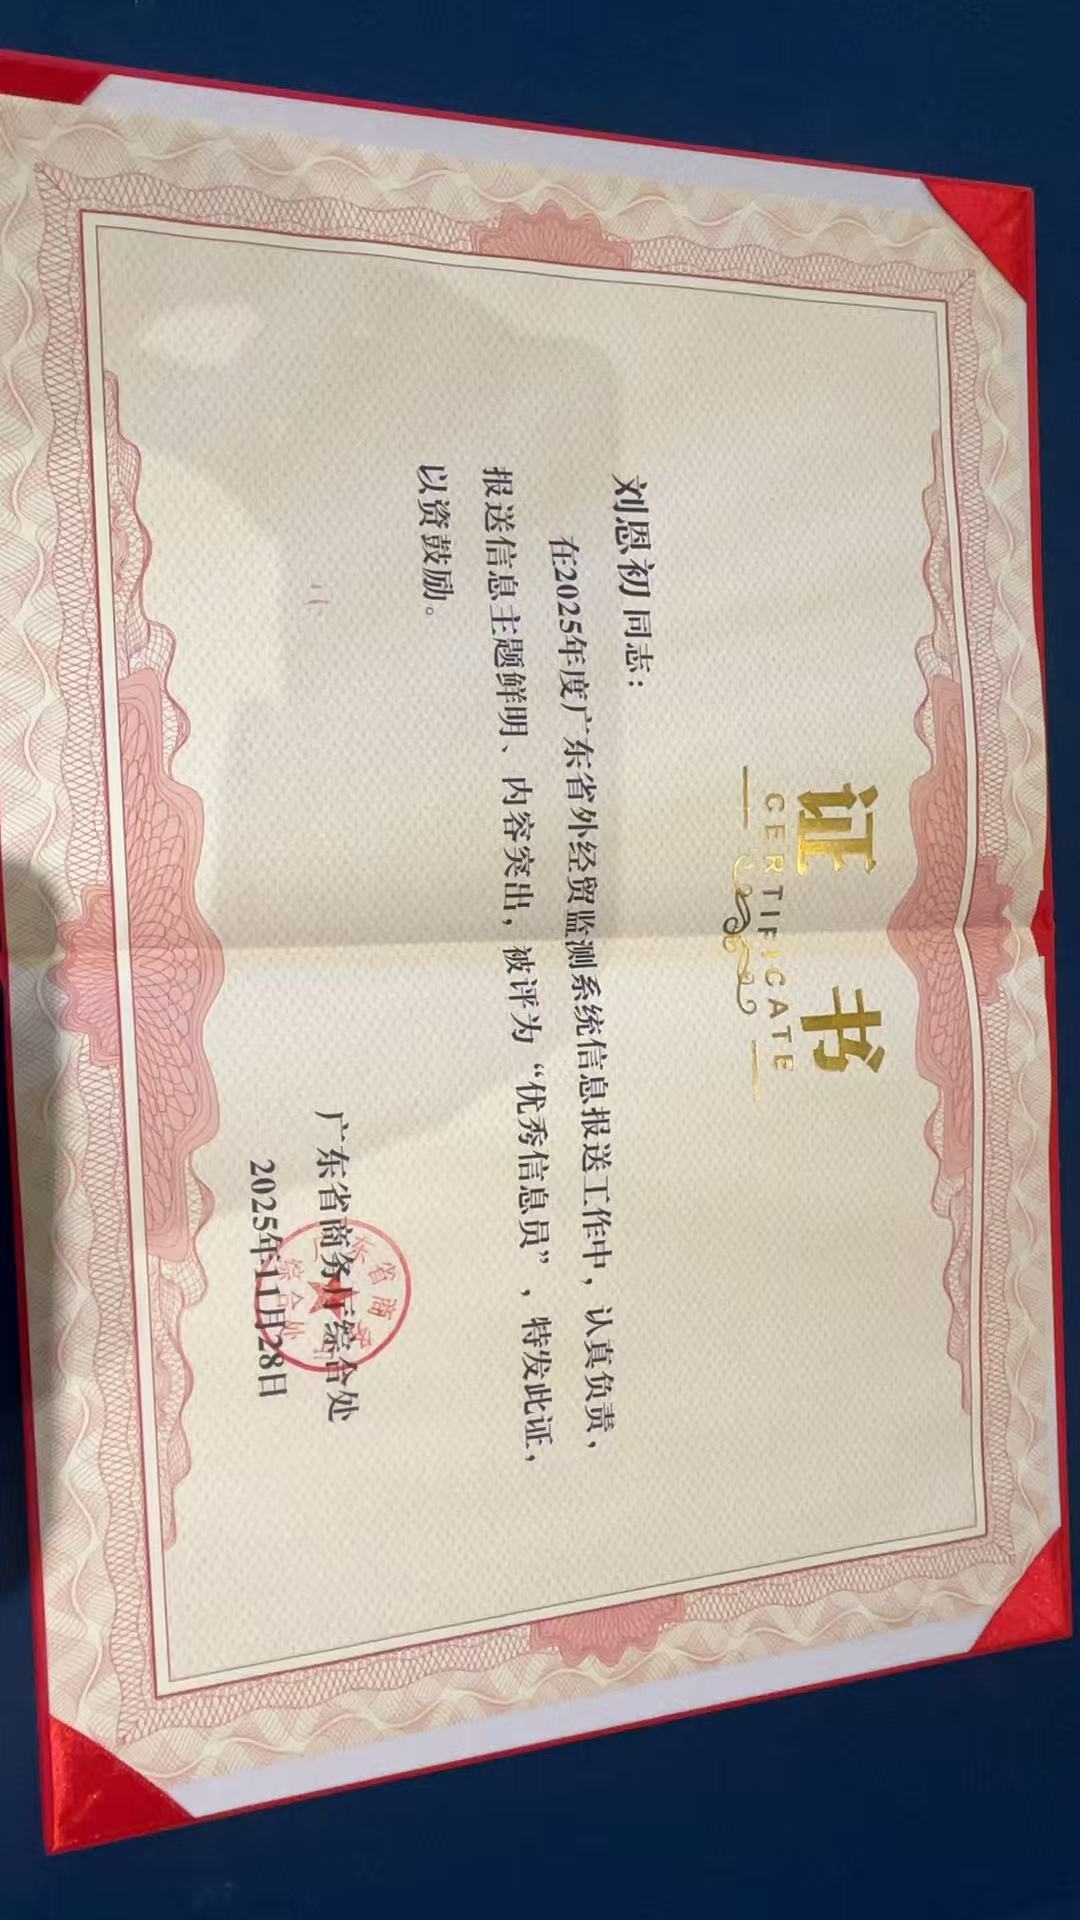 证书
CERTIFICATE
刘恩初同志：
在2025年度广东省外经贸监测系统信息报送工作中，认真负责，
报送信息主题鲜明、内容突出，被评为“优秀信息员”，特发此证，
以资鼓励。
广东省商务厅综合处
2025年11月28日